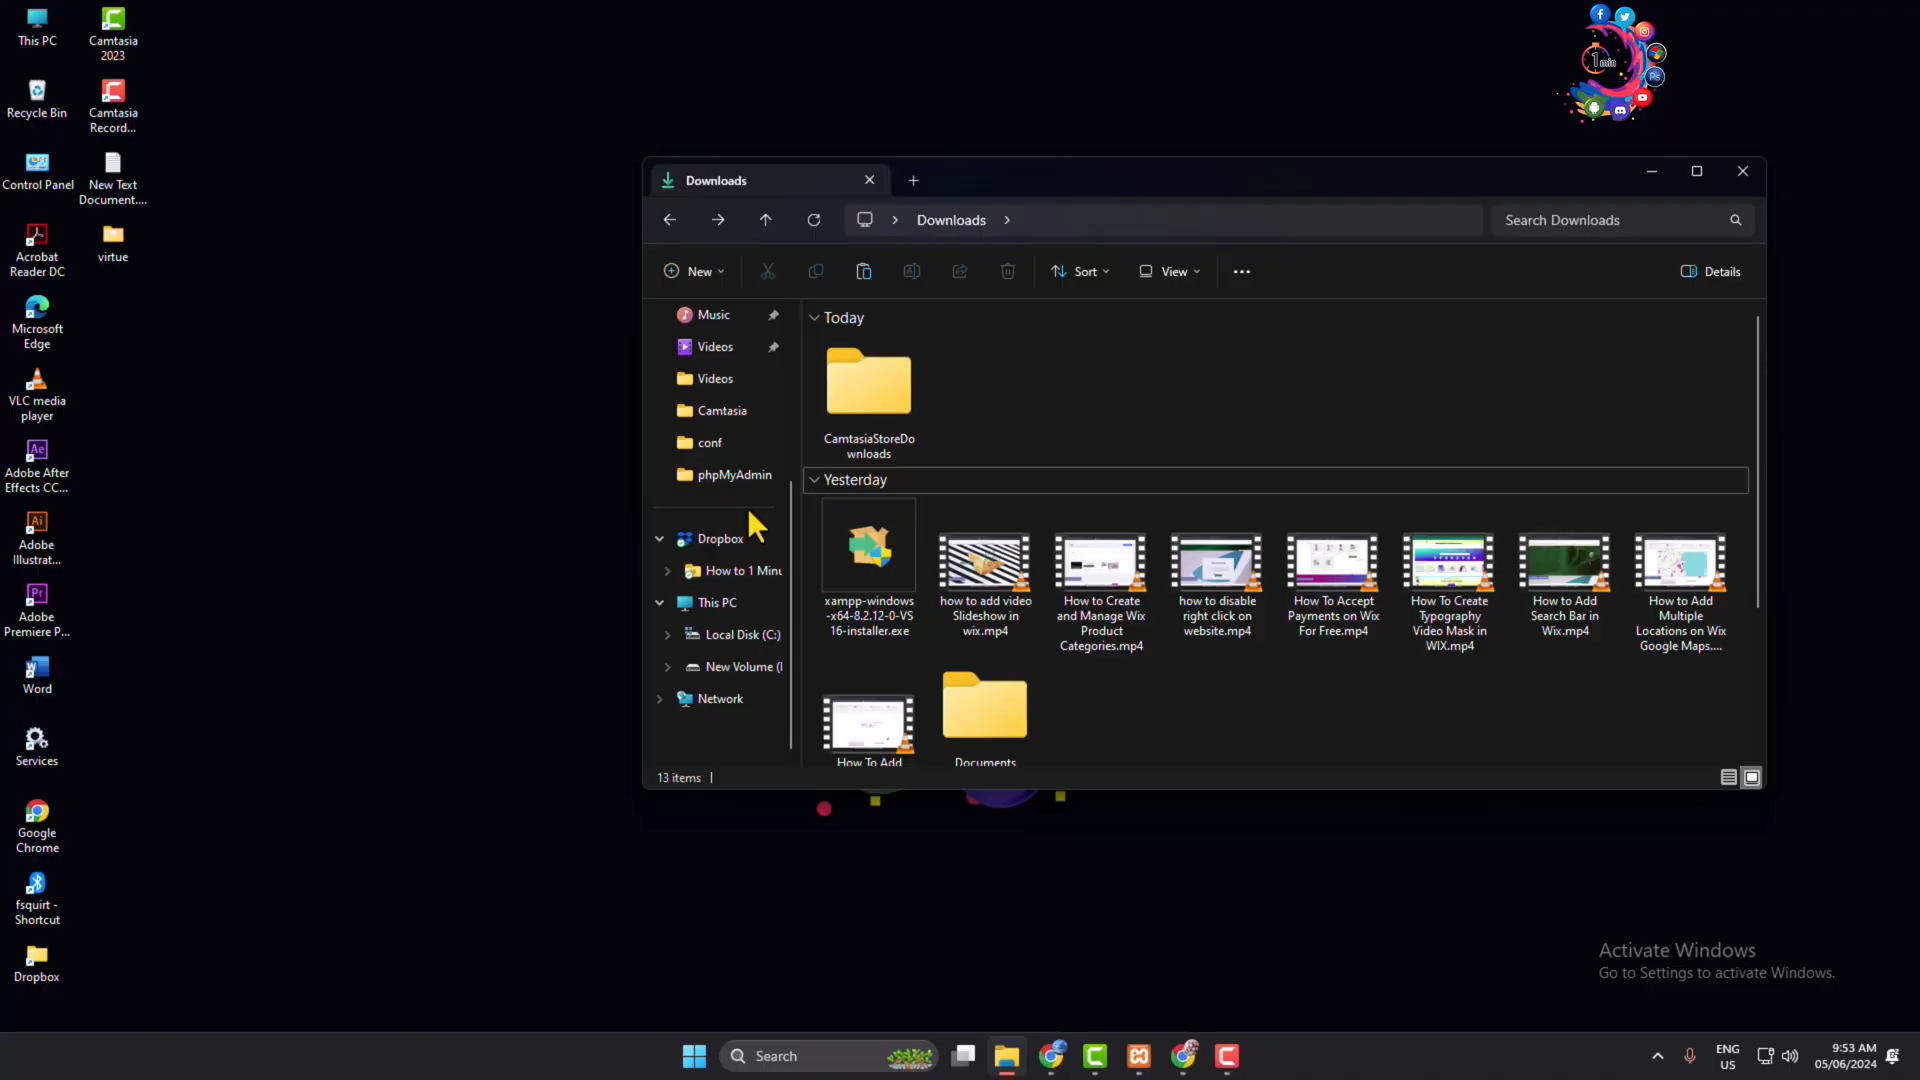 This PC
Camtasia
2023
Recycle Bin
Camtasia
Record...
Control Panel
New Text
Document....
Acrobat
Reader DC
virtue
Microsoft
Edge
VLC media
player
Ae
Adobe After
Effects CC...
Ai
Adobe
Illustrat...
Pr
Adobe
Premiere P...
Word
Services
Google
Chrome
fsquirt -
Shortcut
Dropbox
1 min
Ps
Downloads
Downloads
Search Downloads
New
Sort
View
Details
Music
Videos
Videos
Camtasia
conf
phpMyAdmin
Dropbox
How to 1 Minu
This PC
Local Disk (C:)
New Volume (
Network
Today
CamtasiaStoreDo
wnloads
Yesterday
xampp-windows
-x64-8.2.12-0-VS
16-installer.exe
how to add video
Slideshow in
wix.mp4
How to Create
and Manage Wix
Product
Categories.mp4
how to disable
right click on
website.mp4
How To Accept
Payments on Wix
For Free.mp4
How To Create
Typography
Video Mask in
WIX.mp4
How to Add
Search Bar in
Wix.mp4
How to Add
Multiple
Locations on Wix
Google Maps....
How To Add
Documents
13 items
Activate Windows
Go to Settings to activate Windows.
Search
ENG
US
9:53 AM
05/06/2024